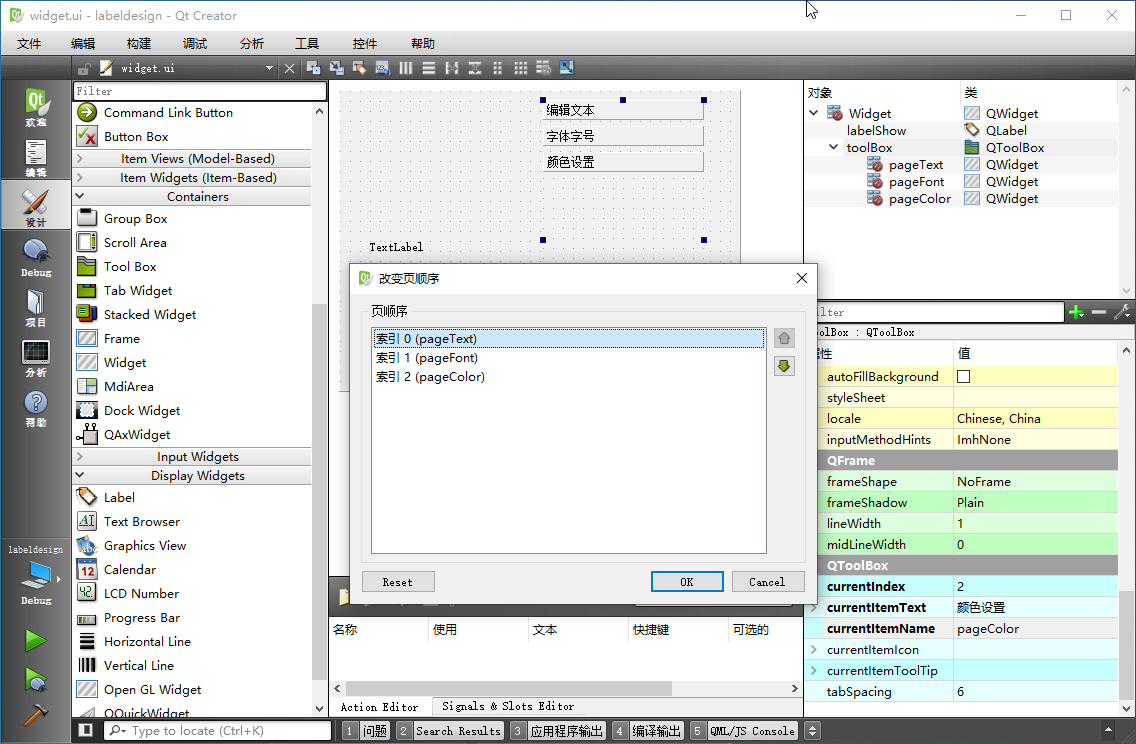 widget.ui - labeldesign - Qt Creator
文件 编辑 构建 调试 分析 工具 控件 帮助
widget.ui
Filter
Command Link Button
Button Box
Item Views (Model-Based)
Item Widgets (Item-Based)
Containers
Group Box
Scroll Area
Tool Box
Tab Widget
Stacked Widget
Frame
Widget
MdiArea
Dock Widget
QAxWidget
Input Widgets
Display Widgets
Label
Text Browser
Graphics View
Calendar
LCD Number
Progress Bar
Horizontal Line
Vertical Line
Open GL Widget
QQuickWidget
欢迎
编辑
设计
Debug
项目
分析
帮助
labeldesign
Debug
编辑文本
字体字号
颜色设置
TextLabel
改变页顺序
页顺序
索引 0 (pageText)
索引 1 (pageFont)
索引 2 (pageColor)
Reset OK Cancel
名称 使用 文本 快捷键 可选的
Action Editor Signals & Slots Editor
对象 类
Widget QWidget
labelShow QLabel
toolBox QToolBox
pageText QWidget
pageFont QWidget
pageColor QWidget
lter
olBox : QToolBox
性 值
autoFillBackground
styleSheet
locale Chinese, China
inputMethodHints ImhNone
QFrame
frameShape NoFrame
frameShadow Plain
lineWidth 1
midLineWidth 0
QToolBox
currentIndex 2
currentItemText 颜色设置
currentItemName pageColor
currentItemIcon
currentItemToolTip
tabSpacing 6
Type to locate (Ctrl+K) 1 问题 2 Search Results 3 应用程序输出 4 编译输出 5 QML/JS Console